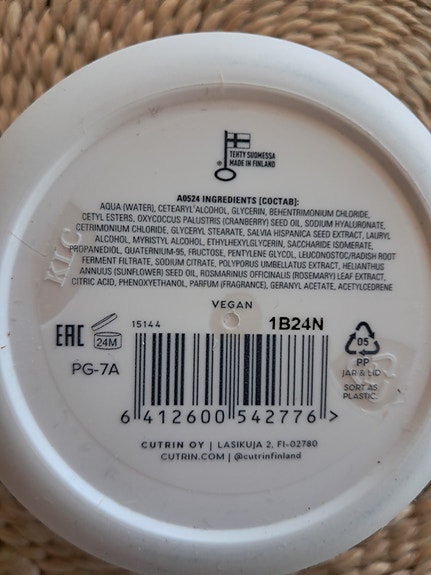 TEHTY SUOMESSA
® MADE IN FINLAND
A0524 INGREDIENTS [COCTAB]:
AQUA (WATER), CETEARYL ALCOHOL, GLYCERIN, BEHENTRIMONIUM CHLORIDE,
CETYL ESTERS, OXYCOCCUS PALUSTRIS (CRANBERRY) SEED OIL, SODIUM HYALURONATE,
CETRIMONIUM CHLORIDE, GLYCERYL STEARATE, SALVIA HISPANICA SEED EXTRACT, LAURYL
ALCOHOL, MYRISTYL ALCOHOL, ETHYLHEXYLGLYCERIN, SACCHARIDE ISOMERATE,
PROPANEDIOL, QUATERNIUM-95, FRUCTOSE, PENTYLENE GLYCOL, LEUCONOSTOC/RADISH ROOT
FERMENT FILTRATE, SODIUM CITRATE, POLYPORUS UMBELLATUS EXTRACT, HELIANTHUS
ANNUUS (SUNFLOWER) SEED OIL, ROSMARINUS OFFICINALIS (ROSEMARY) LEAF EXTRACT,
CITRIC ACID, PHENOXYETHANOL, PARFUM (FRAGRANCE), GERANYL ACETATE, ACETYLCEDRENE
KLC
VEGAN
15144 1B24N
EAC 24M 05
PP
JAR & LID
PG-7A
SORT AS
PLASTIC.
6 412600 542776 >
CUTRIN OY | LASIKUJA 2, FI-02780
CUTRIN.COM | @cutrinfinland